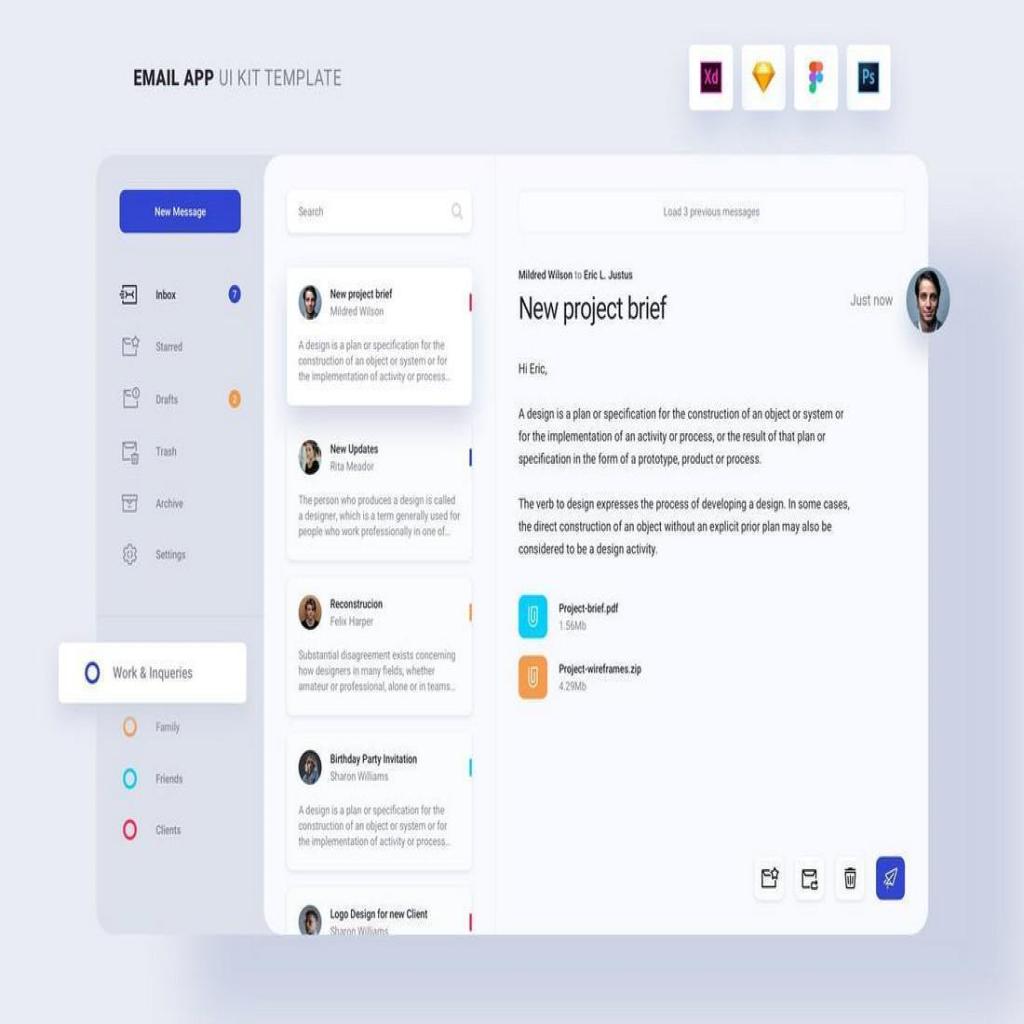 EMAIL APP UI KIT TEMPLATE
Xd
Ps
New Message
Inbox
7
Starred
Drafts
2
Trash
Archive
Settings
Work & Inqueries
Family
Friends
Clients
Search
New project brief
Mildred Wilson
A design is a plan or specification for the
construction of an object or system or for
the implementation of activity or process...
New Updates
Rita Meador
The person who produces a design is called
a designer, which is a term generally used for
people who work professionally in one of...
Reconstrucion
Felix Harper
Substantial disagreement exists concerning
how designers in many fields, whether
amateur or professional, alone or in teams...
Birthday Party Invitation
Sharon Williams
A design is a plan or specification for the
construction of an object or system or for
the implementation of activity or process...
Logo Design for new Client
Sharon Williams
Load 3 previous messages
Mildred Wilson to Eric L. Justus
New project brief
Just now
Hi Eric,
A design is a plan or specification for the construction of an object or system or
for the implementation of an activity or process, or the result of that plan or
specification in the form of a prototype, product or process.
The verb to design expresses the process of developing a design. In some cases,
the direct construction of an object without an explicit prior plan may also be
considered to be a design activity.
Project-brief.pdf
1.56Mb
Project-wireframes.zip
4.29Mb